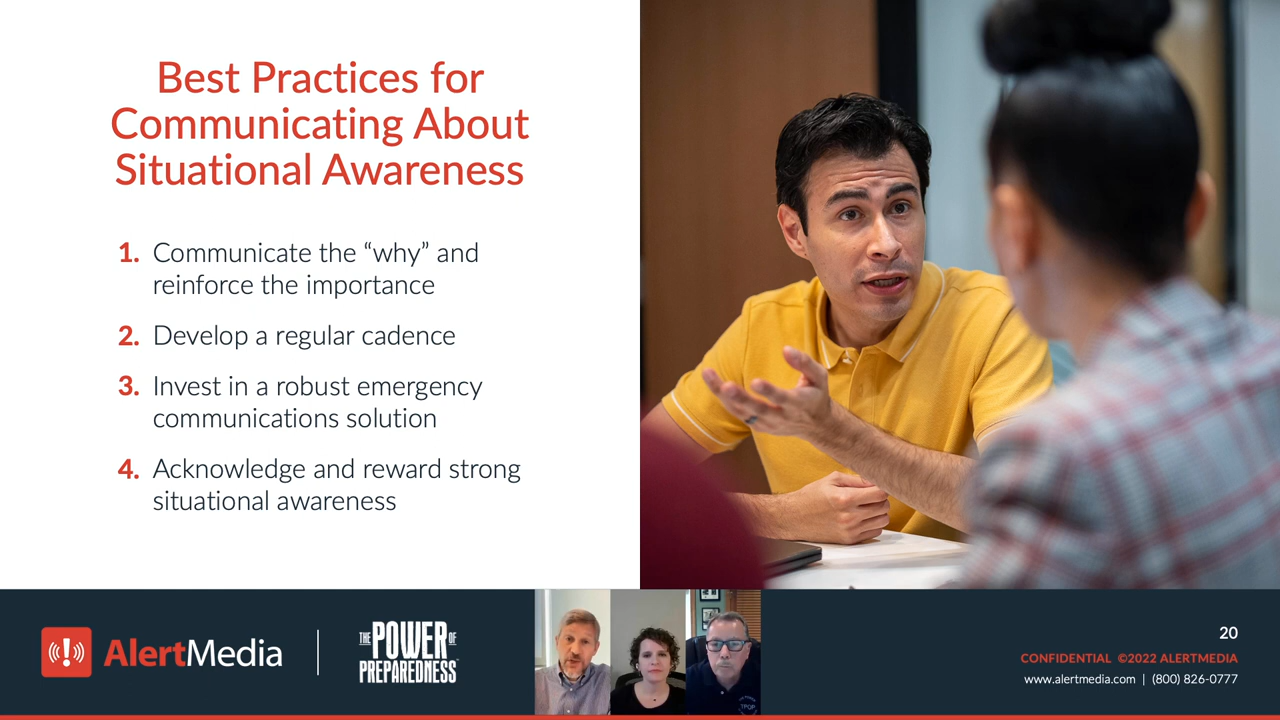 Best Practices for
Communicating About
Situational Awareness
1. Communicate the “why” and
reinforce the importance
2. Develop a regular cadence
3. Invest in a robust emergency
communications solution
4. Acknowledge and reward strong
situational awareness
AlertMedia
THE POWER OF
PREPAREDNESS
20
CONFIDENTIAL ©2022 ALERTMEDIA
www.alertmedia.com | (800) 826-0777
TPOP